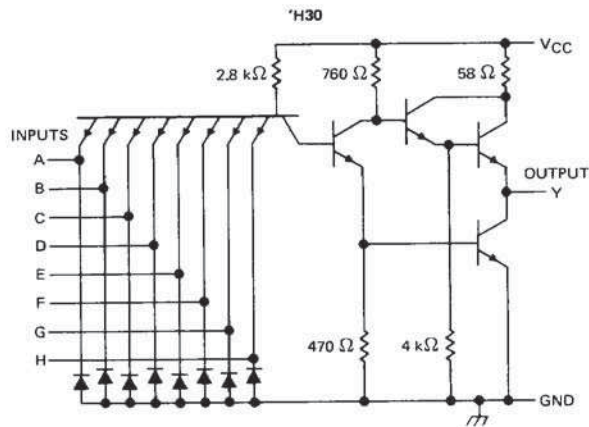 'H30
VCC
2.8 kΩ
760 Ω
58 Ω
INPUTS
A
B
C
D
E
F
G
H
OUTPUT
Y
470 Ω
4 kΩ
GND